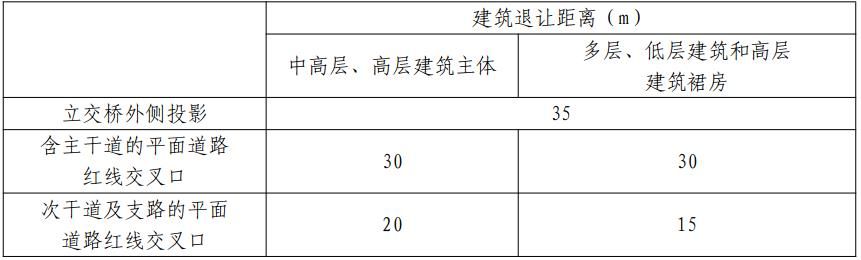 建筑退让距离（m）
中高层、高层建筑主体
多层、低层建筑和高层
建筑裙房
立交桥外侧投影
35
含主干道的平面道路
红线交叉口
30
30
次干道及支路的平面
道路红线交叉口
20
15